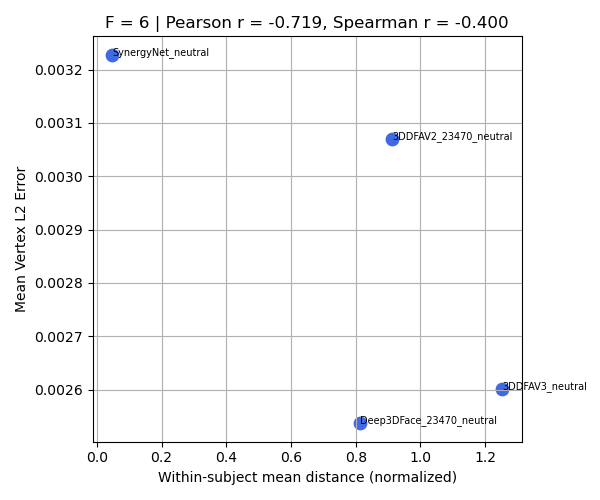 F = 6 | Pearson r = -0.719, Spearman r = -0.400
SynergyNet_neutral
3DDFAV2_23470_neutral
3DDFAV3_neutral
Deep3DFace_23470_neutral
Mean Vertex L2 Error
0.0032
0.0031
0.0030
0.0029
0.0028
0.0027
0.0026
0.0 0.2 0.4 0.6 0.8 1.0 1.2
Within-subject mean distance (normalized)